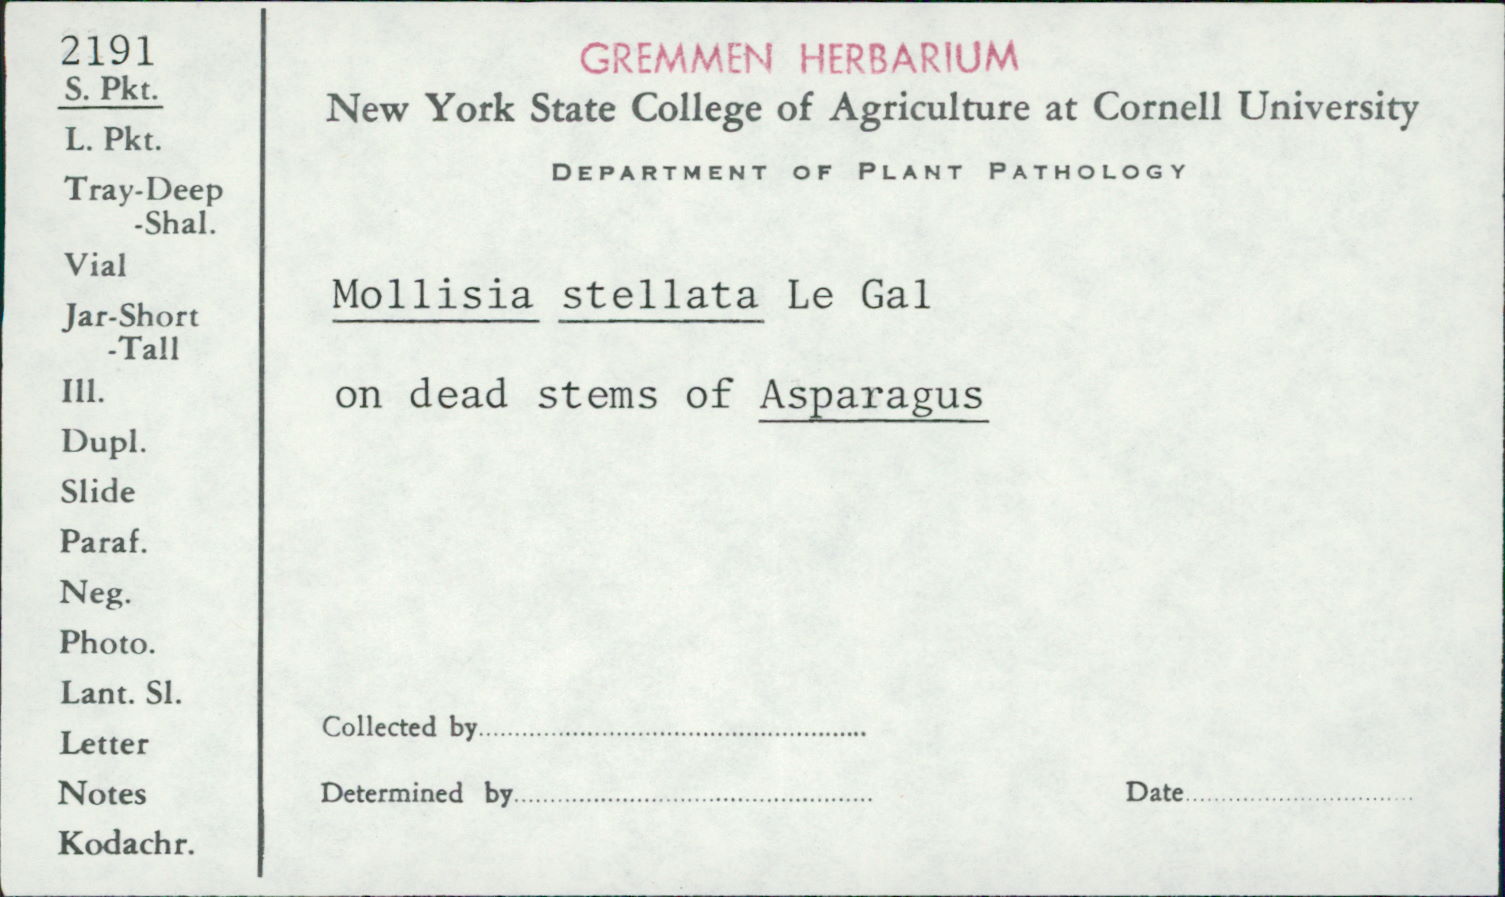 2191
S. Pkt.
L. Pkt.
Tray-Deep
-Shal.
Vial
Jar-Short
-Tall
Ill.
Dupl.
Slide
Paraf.
Neg.
Photo.
Lant. Sl.
Letter
Notes
Kodachr.
GREMMEN HERBARIUM
New York State College of Agriculture at Cornell University
DEPARTMENT OF PLANT PATHOLOGY
Mollisia stellata Le Gal
on dead stems of Asparagus
Collected by
Determined by
Date